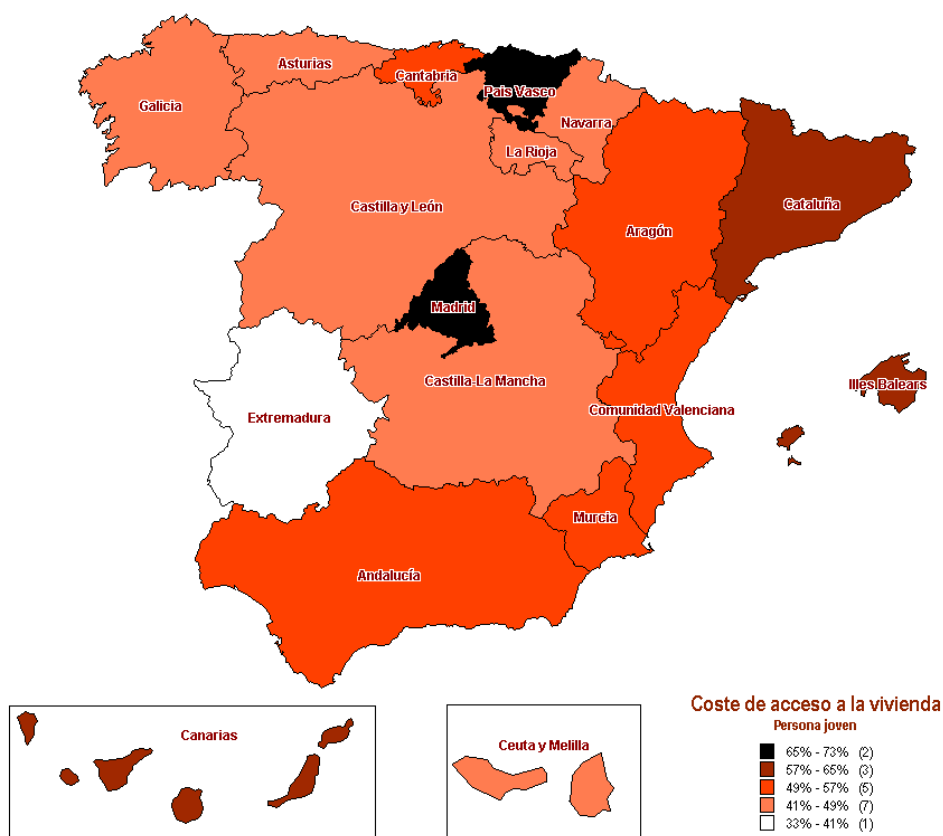 Asturias
Cantabria
País Vasco
Galicia
Navarra
La Rioja
Castilla y León
Cataluña
Aragón
Madrid
Castilla-La Mancha
Illes Balears
Extremadura
Comunidad Valenciana
Murcia
Andalucía
Canarias
Ceuta y Melilla
Coste de acceso a la vivienda
Persona joven
65% - 73% (2)
57% - 65% (3)
49% - 57% (5)
41% - 49% (7)
33% - 41% (1)